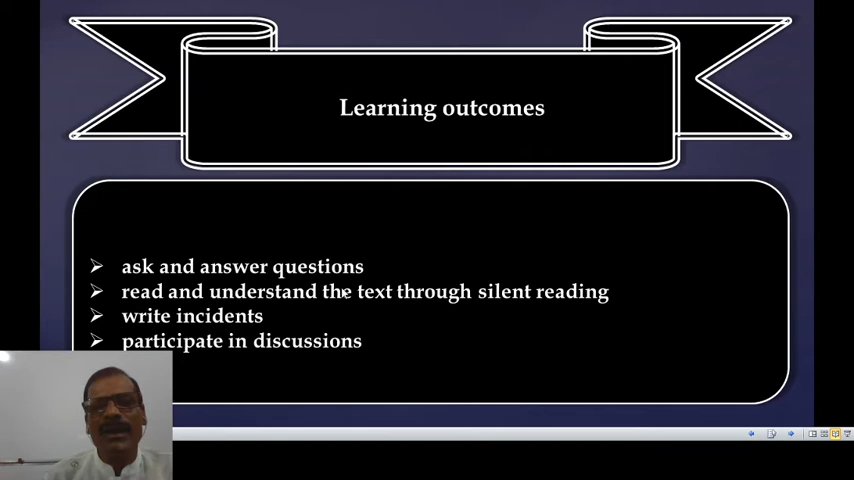 Learning outcomes
ask and answer questions
read and understand the text through silent reading
write incidents
participate in discussions